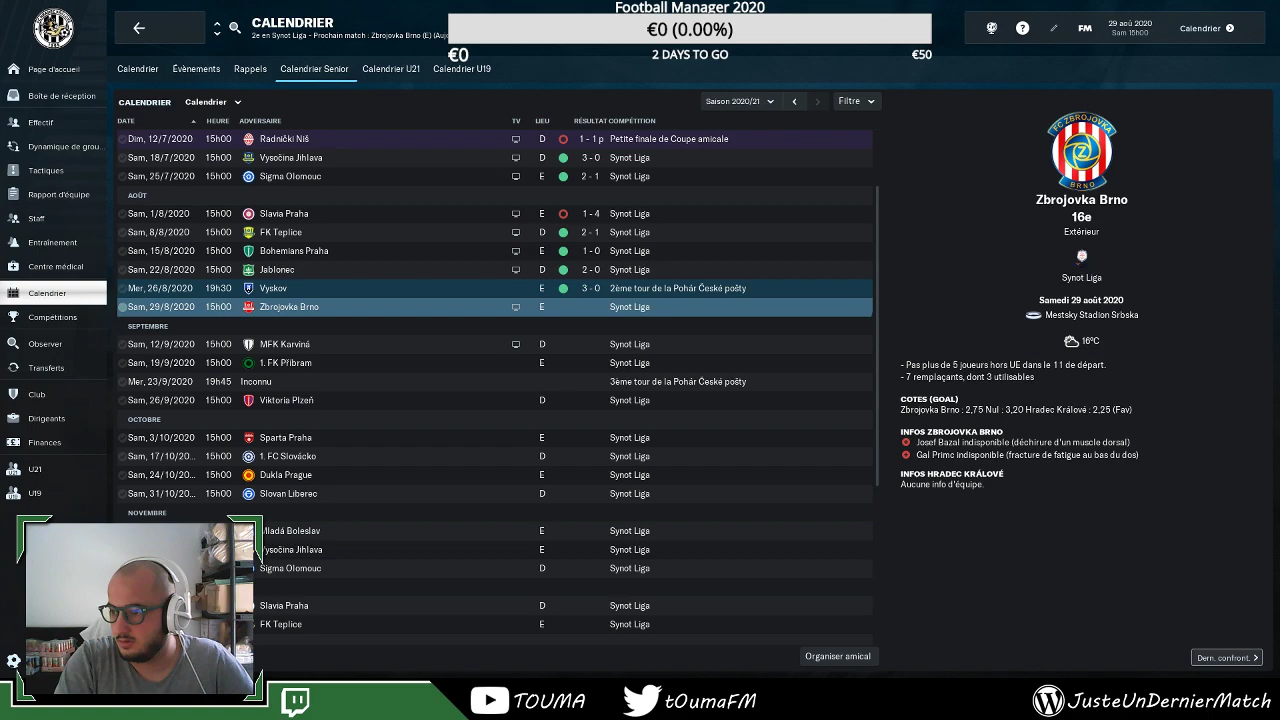 Football Manager 2020
€0 (0.00%)
€0
2 DAYS TO GO
€50
CALENDRIER
2e en Synot Liga - Prochain match : Zbrojovka Brno (E) (Auj
29 aoû 2020
Sam 15h00
FM
Calendrier
Calendrier
Évènements
Rappels
Calendrier Senior
Calendrier U21
Calendrier U19
Page d'accueil
Boîte de réception
Effectif
Dynamique de grou...
Tactiques
Rapport d'équipe
Staff
Entraînement
Centre médical
Calendrier
Compétitions
Observer
Transferts
Club
Dirigeants
Finances
U21
U19
CALENDRIER
Calendrier
Saison 2020/21
Filtre
DATE HEURE ADVERSAIRE TV LIEU RÉSULTAT COMPÉTITION
Dim, 12/7/2020 15h00 Radnički Niš D 1 - 1 p Petite finale de Coupe amicale
Sam, 18/7/2020 15h00 Vysočina Jihlava D 3 - 0 Synot Liga
Sam, 25/7/2020 15h00 Sigma Olomouc E 2 - 1 Synot Liga
AOÛT
Sam, 1/8/2020 15h00 Slavia Praha E 1 - 4 Synot Liga
Sam, 8/8/2020 15h00 FK Teplice D 2 - 1 Synot Liga
Sam, 15/8/2020 15h00 Bohemians Praha E 1 - 0 Synot Liga
Sam, 22/8/2020 15h00 Jablonec D 2 - 0 Synot Liga
Mer, 26/8/2020 19h30 Vyskov E 3 - 0 2ème tour de la Pohár České pošty
Sam, 29/8/2020 15h00 Zbrojovka Brno E Synot Liga
SEPTEMBRE
Sam, 12/9/2020 15h00 MFK Karviná D Synot Liga
Sam, 19/9/2020 15h00 1. FK Příbram E Synot Liga
Mer, 23/9/2020 19h45 Inconnu 3ème tour de la Pohár České pošty
Sam, 26/9/2020 15h00 Viktoria Plzeň D Synot Liga
OCTOBRE
Sam, 3/10/2020 15h00 Sparta Praha E Synot Liga
Sam, 17/10/20... 15h00 1. FC Slovácko D Synot Liga
Sam, 24/10/20... 15h00 Dukla Prague E Synot Liga
Sam, 31/10/20... 15h00 Slovan Liberec D Synot Liga
NOVEMBRE
Mladá Boleslav E Synot Liga
Vysočina Jihlava E Synot Liga
Sigma Olomouc D Synot Liga
Slavia Praha D Synot Liga
FK Teplice E Synot Liga
Organiser amical
FC ZBROJOVKA
Z
BRNO
Zbrojovka Brno
16e
Extérieur
Synot Liga
Samedi 29 août 2020
Mestsky Stadion Srbska
16°C
- Pas plus de 5 joueurs hors UE dans le 11 de départ.
- 7 remplaçants, dont 3 utilisables
COTES (GOAL)
Zbrojovka Brno : 2,75 Nul : 3,20 Hradec Králové : 2,25 (Fav)
INFOS ZBROJOVKA BRNO
Josef Bazal indisponible (déchirure d'un muscle dorsal)
Gal Primc indisponible (fracture de fatigue au bas du dos)
INFOS HRADEC KRÁLOVÉ
Aucune info d'équipe.
Dern. confront.
TOUMA
tOumaFM
JusteUnDernierMatch